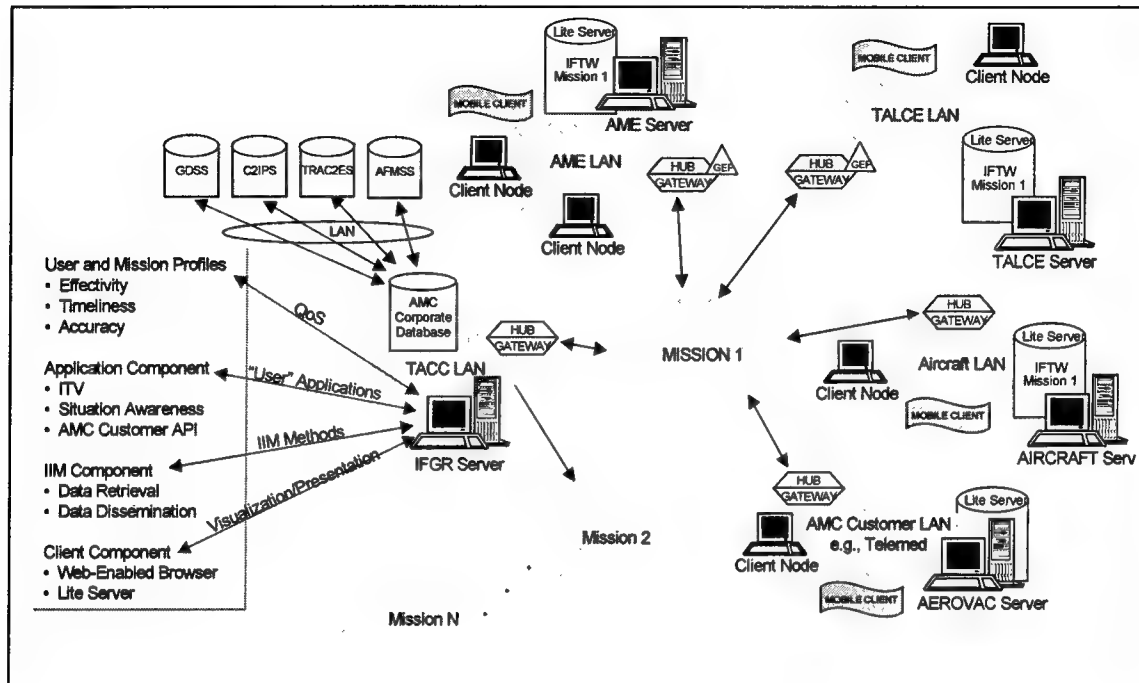 Lite Server
IFTW
Mission 1
MOBILE CLIENT
AME Server
AME LAN
Client Node
Client Node
HUB
GATEWAY
GEP
MOBILE CLIENT
Client Node
TALCE LAN
HUB
GATEWAY
GEP
Lite Server
IFTW
Mission 1
TALCE Server
GDSS
C2IPS
TRAC2ES
AFMSS
LAN
User and Mission Profiles
• Effectivity
• Timeliness
• Accuracy
QoS
AMC
Corporate
Database
TACC LAN
HUB
GATEWAY
MISSION 1
HUB
GATEWAY
Aircraft LAN
Client Node
MOBILE CLIENT
Lite Server
IFTW
Mission 1
AIRCRAFT Serv
Application Component
• ITV
• Situation Awareness
• AMC Customer API
"User" Applications
IFGR Server
IIM Methods
IIM Component
• Data Retrieval
• Data Dissemination
Visualization/Presentation
Client Component
• Web-Enabled Browser
• Lite Server
Mission 2
Mission N
HUB
GATEWAY
AMC Customer LAN
e.g., Telemed
Client Node
MOBILE CLIENT
Lite Server
AEROVAC Server